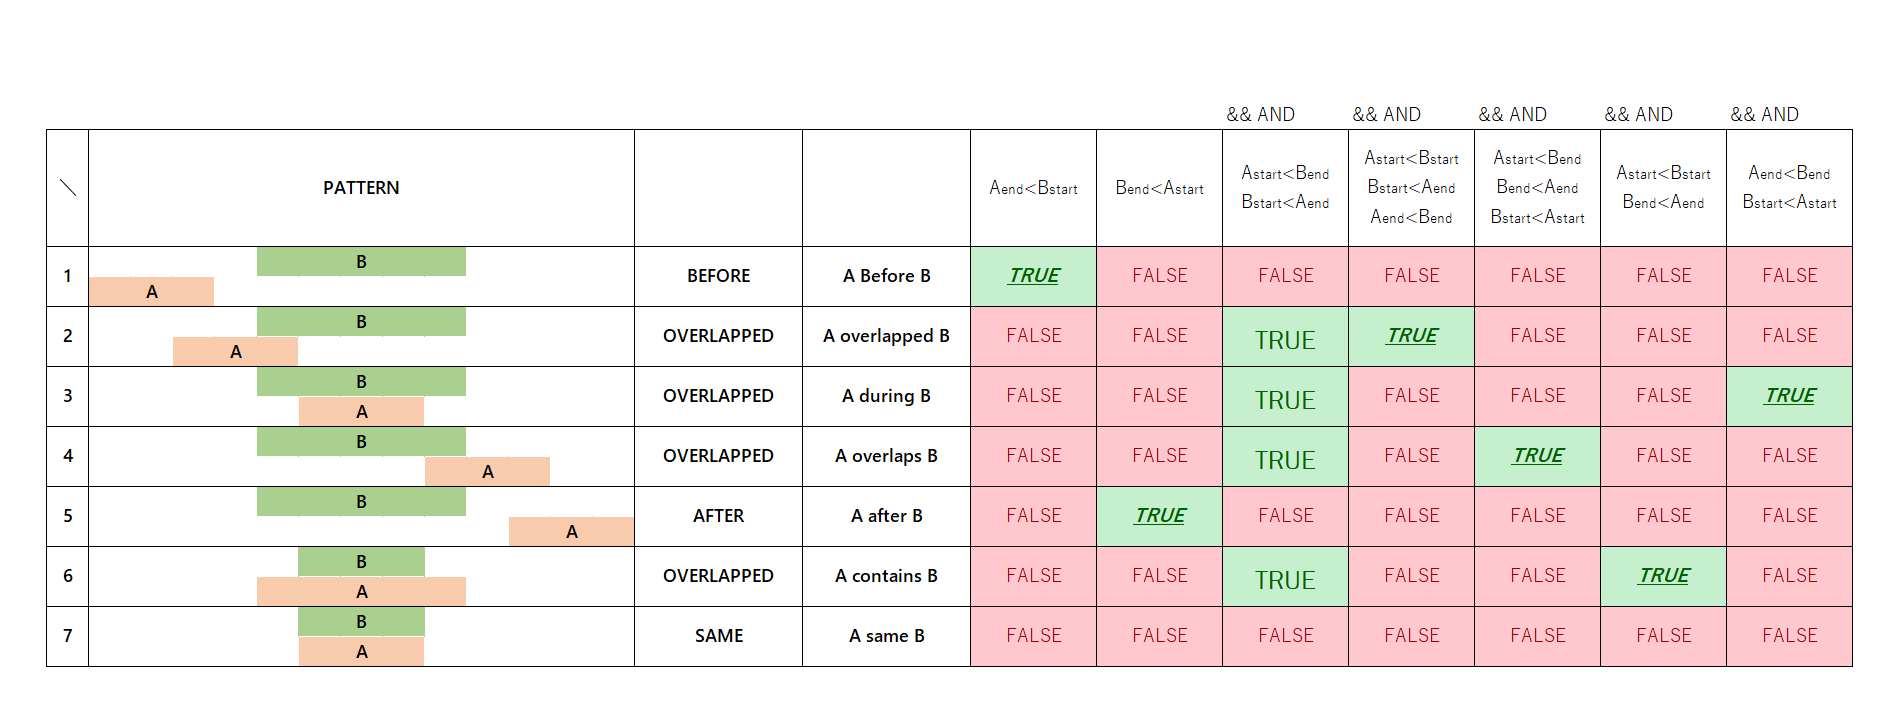 && AND && AND && AND && AND && AND
\ PATTERN Aend<Bstart Bend<Astart Astart<Bend Bstart<Aend Astart<Bstart Bstart<Aend Aend<Bend Astart<Bend Bend<Aend Bstart<Astart Astart<Bstart Bend<Aend Aend<Bend Bstart<Astart
1 B A BEFORE A Before B TRUE FALSE FALSE FALSE FALSE FALSE FALSE
2 B A OVERLAPPED A overlapped B FALSE FALSE TRUE TRUE FALSE FALSE FALSE
3 B A OVERLAPPED A during B FALSE FALSE TRUE FALSE FALSE FALSE TRUE
4 B A OVERLAPPED A overlaps B FALSE FALSE TRUE FALSE TRUE FALSE FALSE
5 B A AFTER A after B FALSE TRUE FALSE FALSE FALSE FALSE FALSE
6 B A OVERLAPPED A contains B FALSE FALSE TRUE FALSE FALSE TRUE FALSE
7 B A SAME A same B FALSE FALSE FALSE FALSE FALSE FALSE FALSE